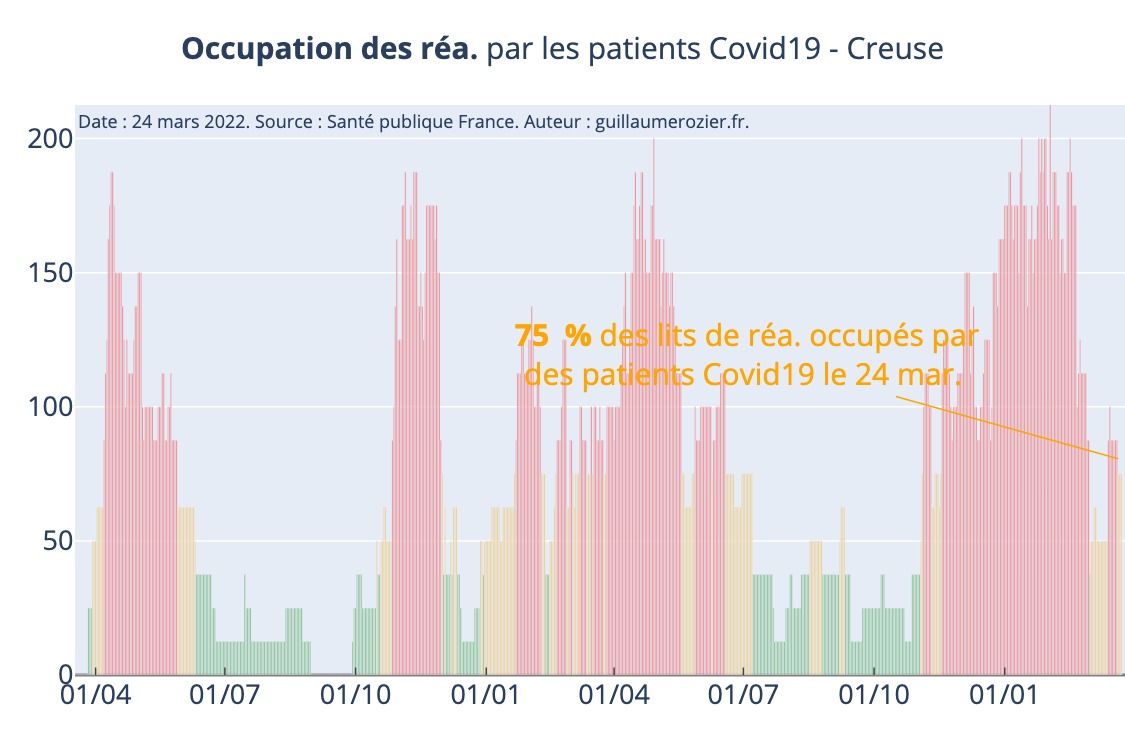 Occupation des réa. par les patients Covid19 - Creuse
Date : 24 mars 2022. Source : Santé publique France. Auteur : guillaumerozier.fr.
200
150
75  % des lits de réa. occupés par
des patients Covid19 le 24 mar.
100
50
0
01/04 01/07 01/10 01/01 01/04 01/07 01/10 01/01